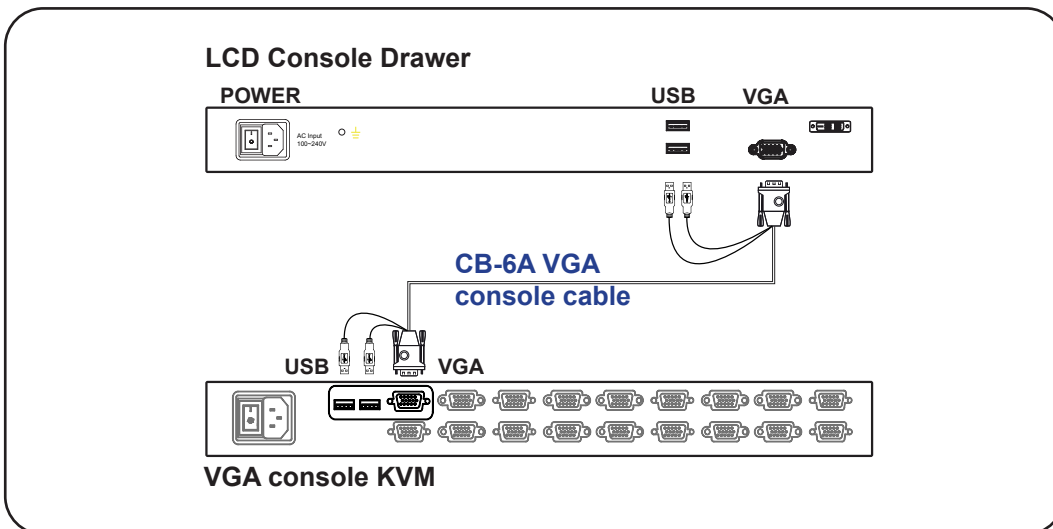 LCD Console Drawer
POWER
USB
VGA
AC Input
100~240V
CB-6A VGA
console cable
USB
VGA
VGA console KVM